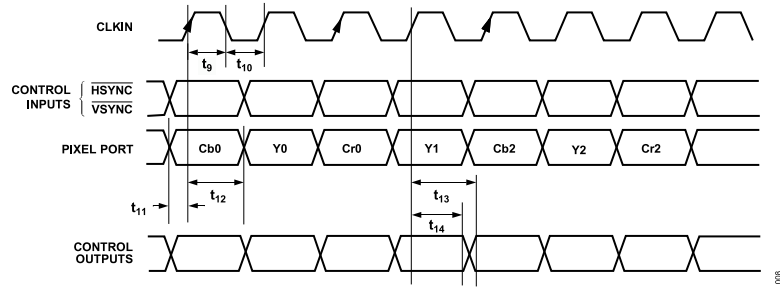 CLKIN
t9
t10
CONTROL INPUTS
HSYNC
VSYNC
PIXEL PORT
Cb0
Y0
Cr0
Y1
Cb2
Y2
Cr2
t12
t13
t11
t14
CONTROL OUTPUTS
008